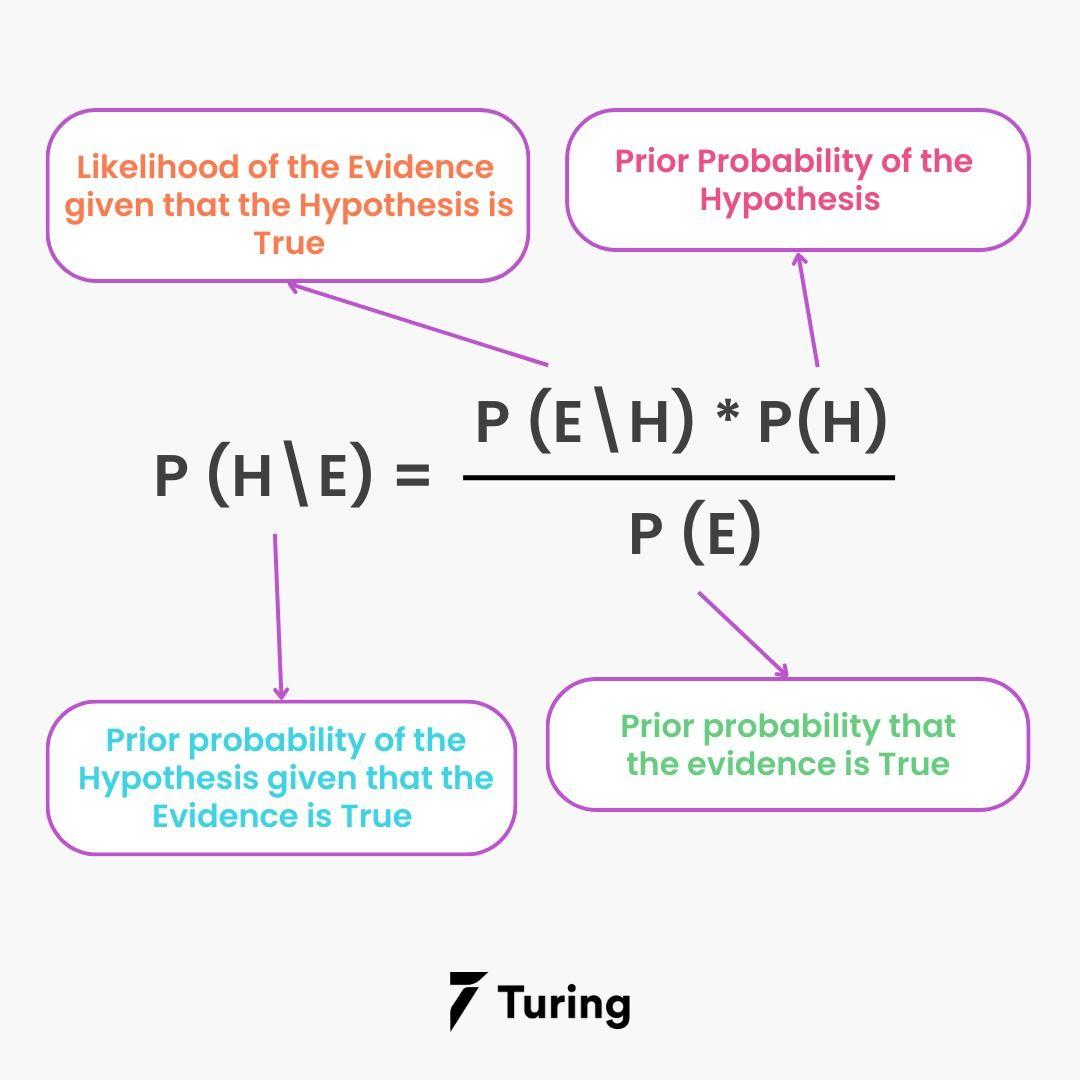 Likelihood of the Evidence
given that the Hypothesis is
True
Prior Probability of the
Hypothesis
P (E\H) * P(H)
P (H\E) =
P (E)
Prior probability of the
Hypothesis given that the
Evidence is True
Prior probability that
the evidence is True
Turing